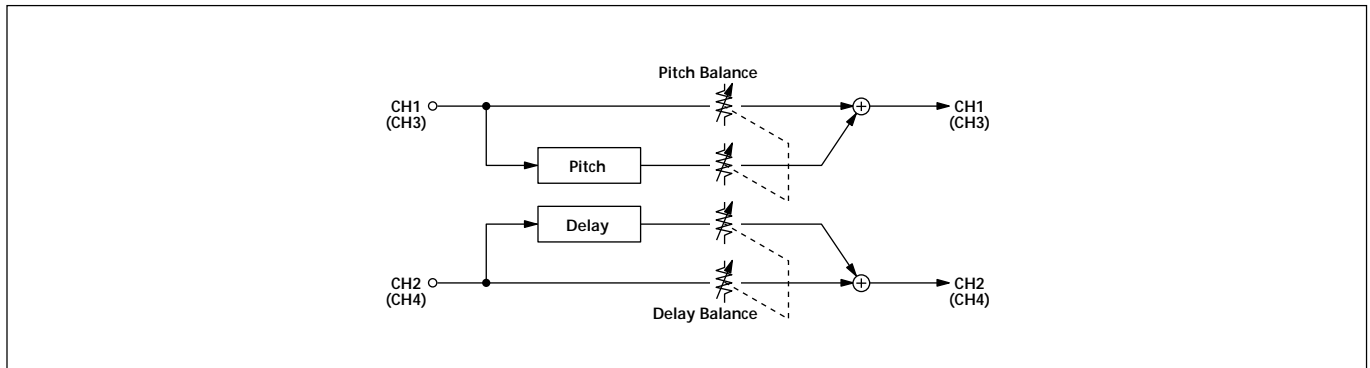 Pitch Balance
CH1
(CH3)
CH1
(CH3)
Pitch
Delay
CH2
(CH4)
CH2
(CH4)
Delay Balance